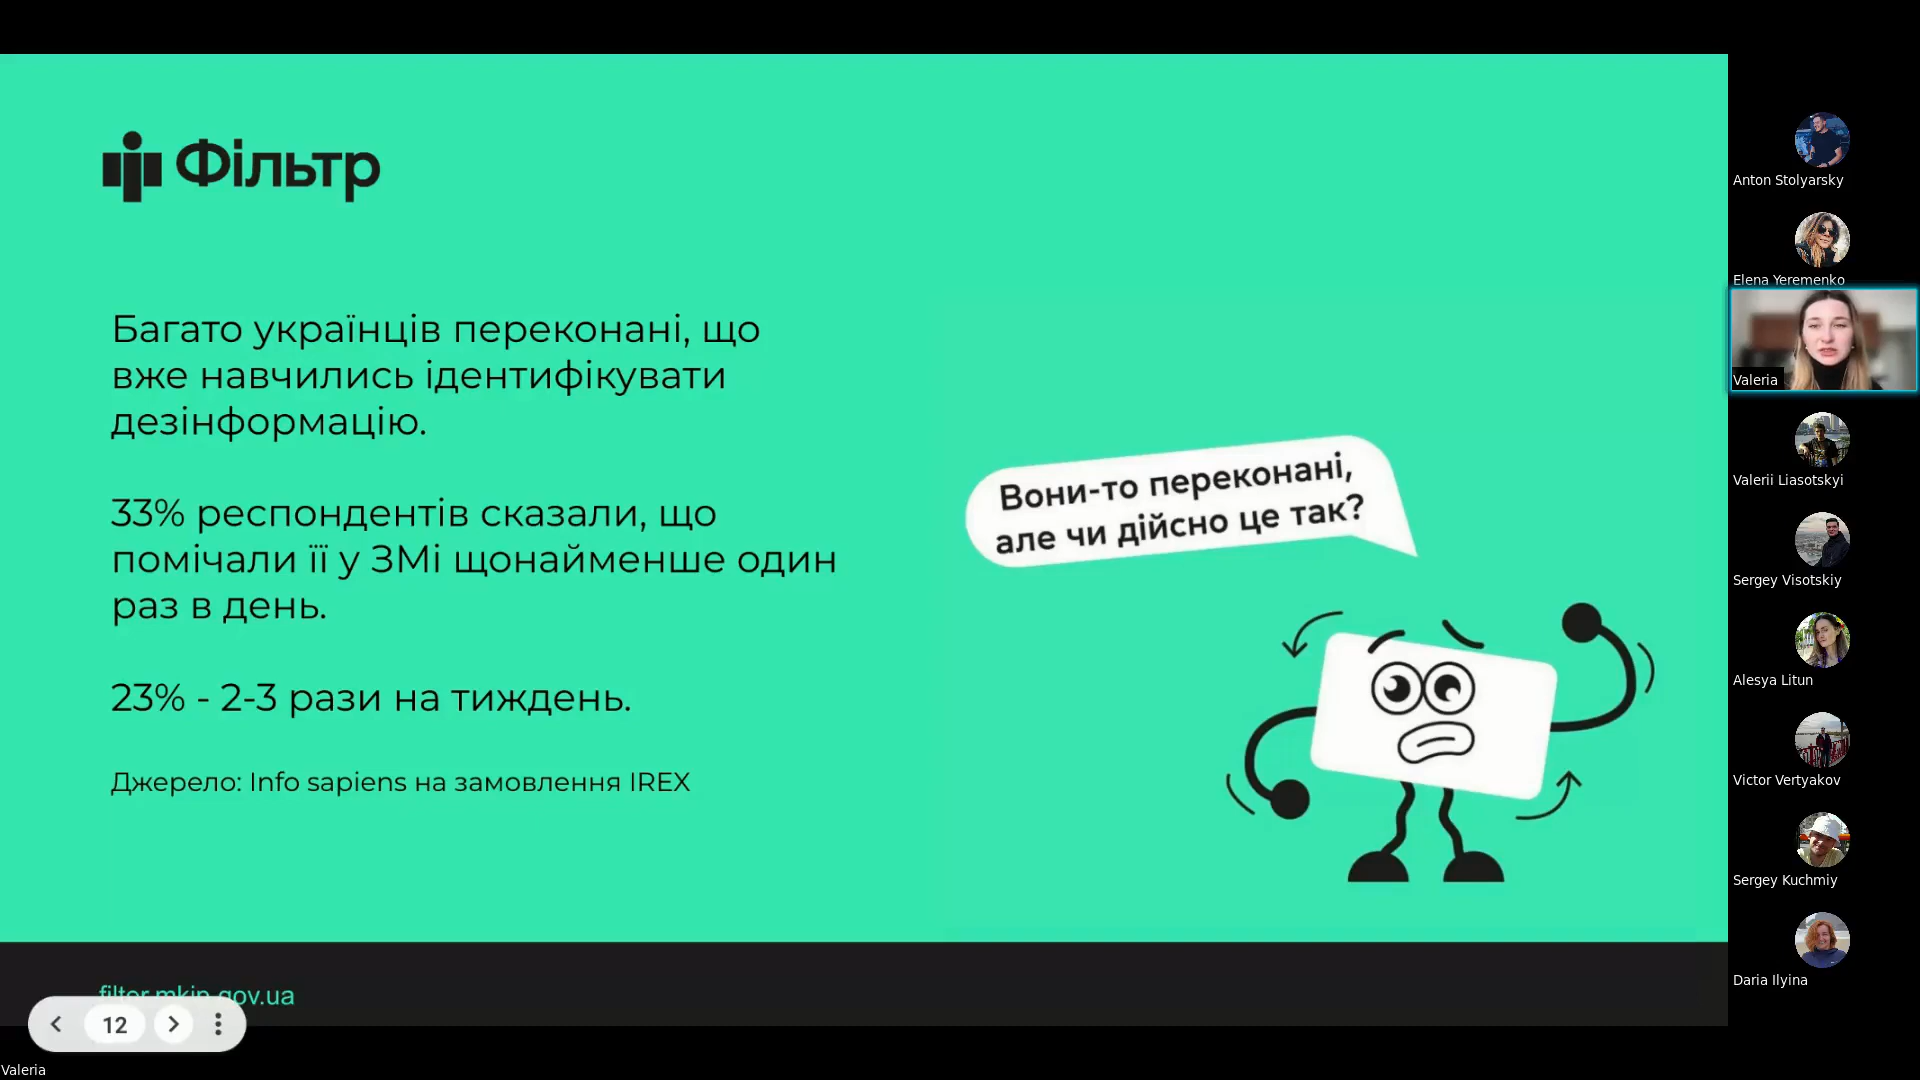 Фільтр
Багато українців переконані, що
вже навчились ідентифікувати
дезінформацію.
33% респондентів сказали, що
помічали її у ЗМі щонайменше один
раз в день.
23% - 2-3 рази на тиждень.
Джерело: Info sapiens на замовлення IREX
Вони-то переконані,
але чи дійсно це так?
filter.mkip.gov.ua
12
Valeria
Anton Stolyarsky
Elena Yeremenko
Valeria
Valerii Liasotskyi
Sergey Visotskiy
Alesya Litun
Victor Vertyakov
Sergey Kuchmiy
Daria Ilyina